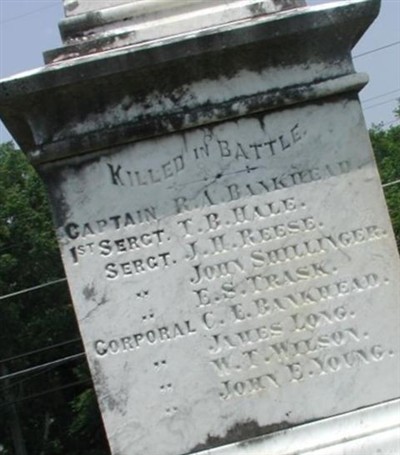 KILLED IN BATTLE.
CAPTAIN R. A. BANKHEAD
1ST SERGT. T. B. HALE.
SERGT. J. H. REESE.
" JOHN SHILLINGER.
" E. S. TRASK.
CORPORAL C. E. BANKHEAD.
" JAMES LONG.
" W. T. WILSON.
" JOHN E. YOUNG.